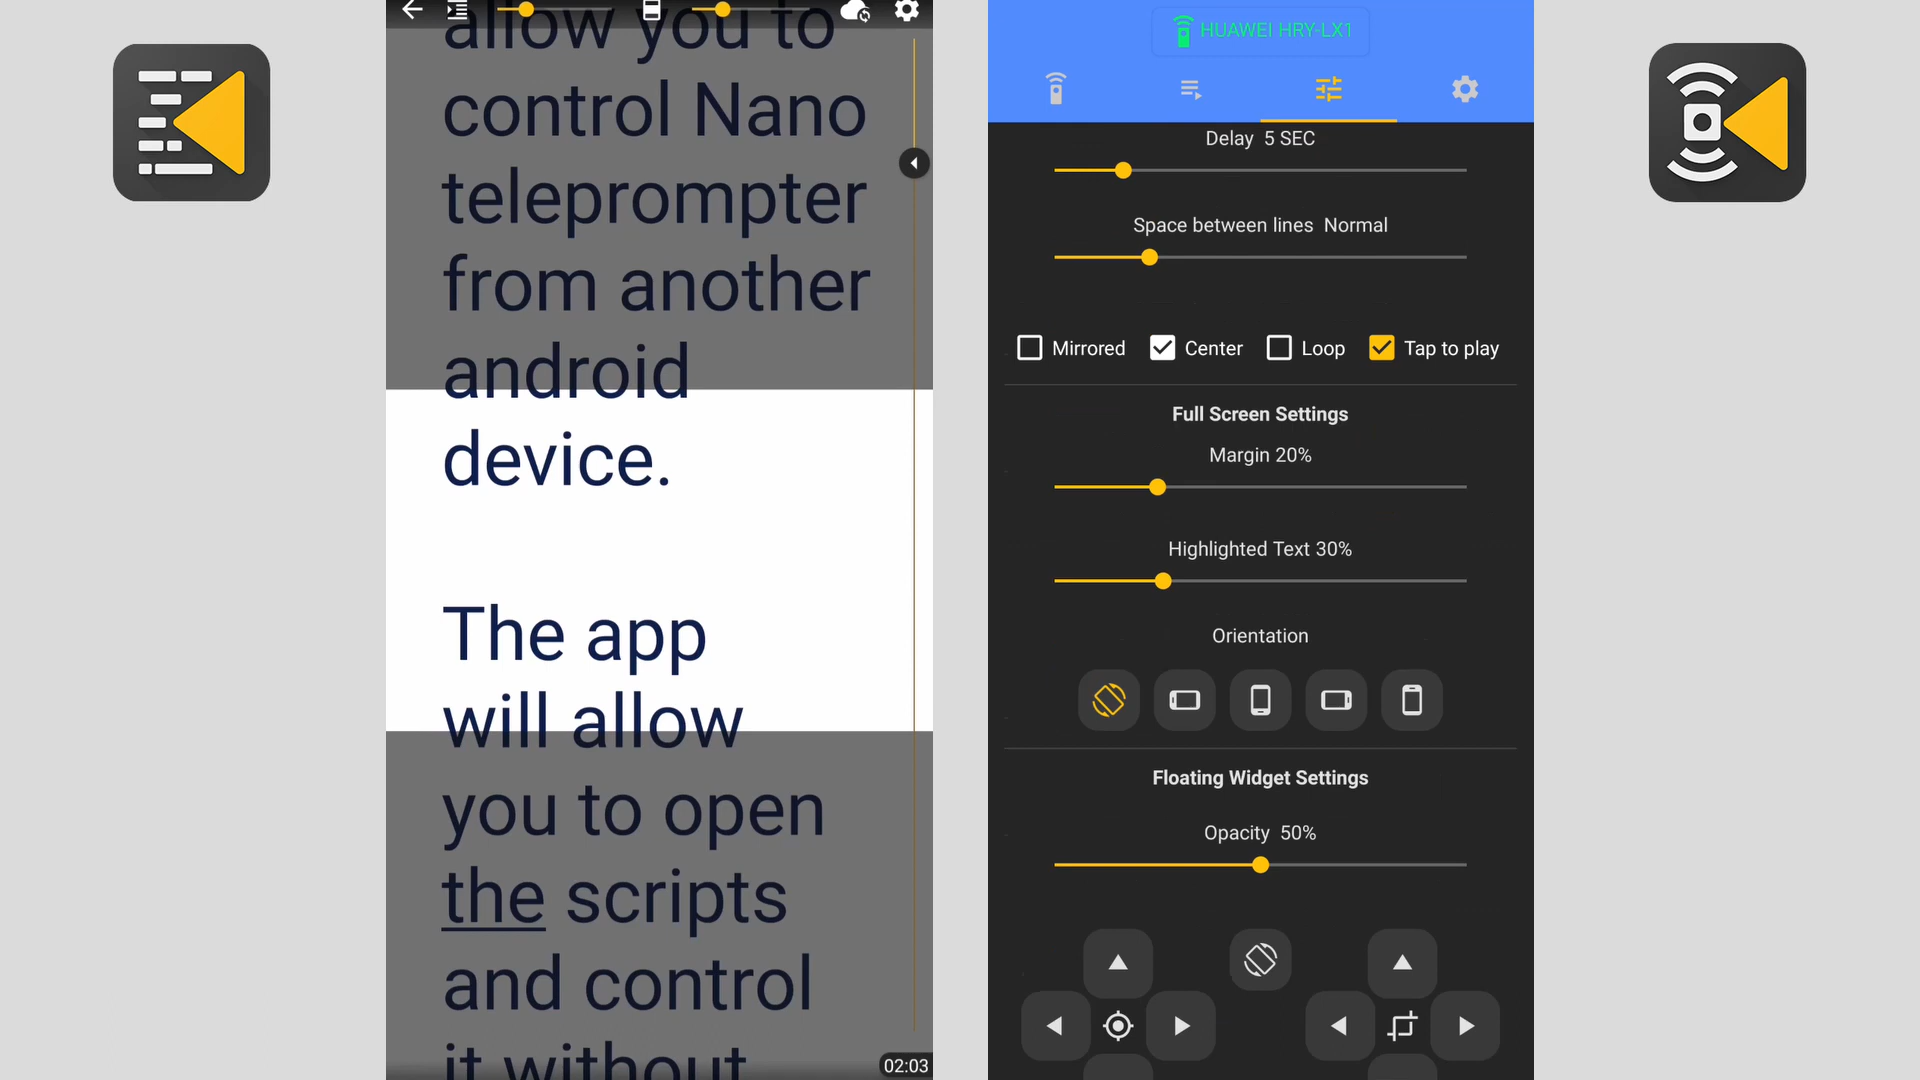 allow you to
control Nano
teleprompter
from another
android
device.
The app
will allow
you to open
the scripts
and control
it without
02:03
HUAWEI HRY-LX1
Delay 5 SEC
Space between lines Normal
Mirrored Center Loop Tap to play
Full Screen Settings
Margin 20%
Highlighted Text 30%
Orientation
Floating Widget Settings
Opacity 50%